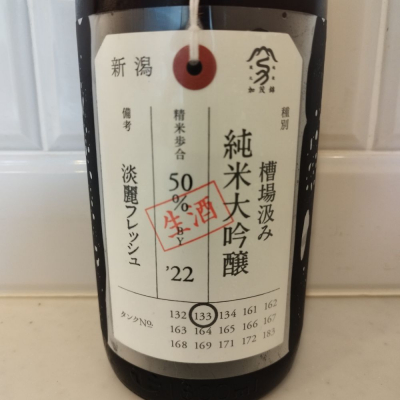 加茂錦
種別
槽場汲み
純米大吟醸
精米歩合
50%
BY
'22
生酒
新潟
備考
淡麗フレッシュ
タンクNo
132 133 134 161 162
163 164 165 166 167
168 169 171 172 183